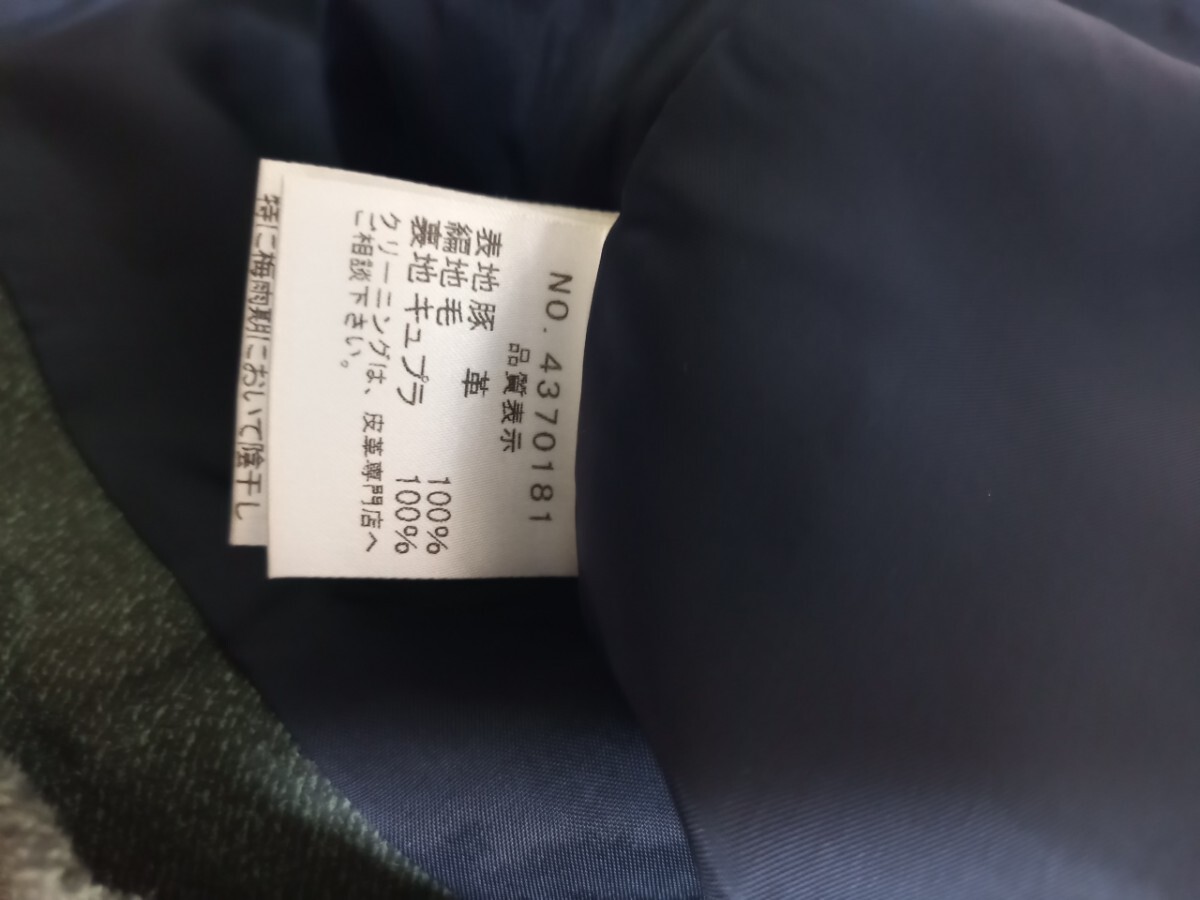 NO. 4370181
品質表示
表地 豚 革
編地 毛 100%
裏地 キュプラ 100%
クリーニングは、皮革専門店へ
ご相談下さい。
特に梅雨期において陰干し